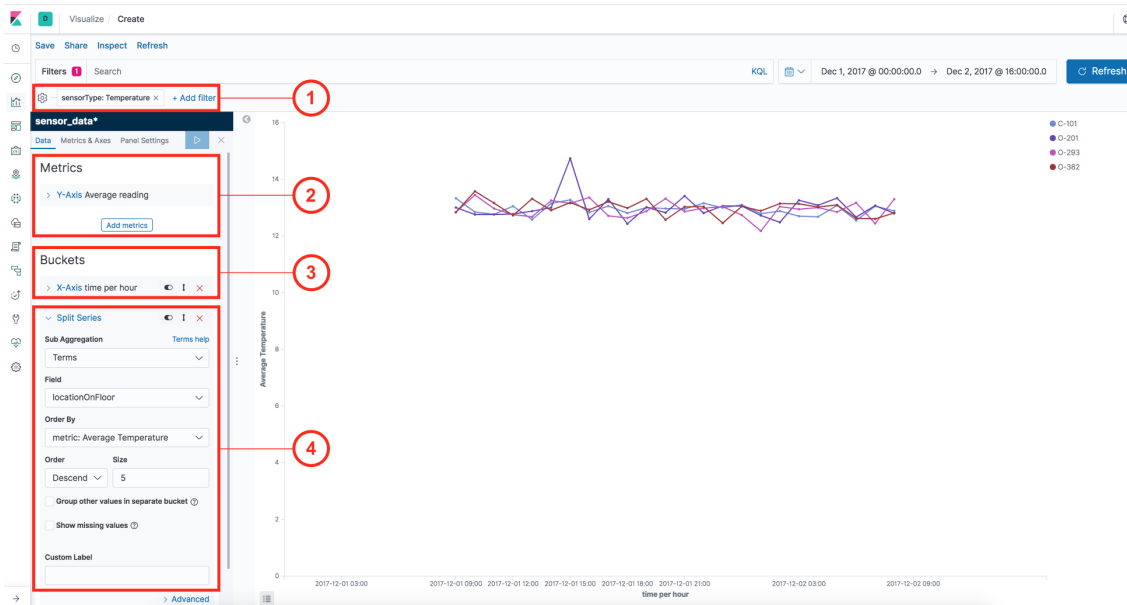 D Visualize / Create
Save Share Inspect Refresh
Filters 1 Search KQL Dec 1, 2017 @ 00:00:00.0 → Dec 2, 2017 @ 16:00:00.0 Refresh
sensorType: Temperature × + Add filter
1
sensor_data*
Data Metrics & Axes Panel Settings
Metrics
Y-Axis Average reading
Add metrics
2
Buckets
X-Axis time per hour
3
Split Series
Sub Aggregation Terms help
Terms
Field
locationOnFloor
Order By
metric: Average Temperature
Order Size
Descend 5
Group other values in separate bucket
Show missing values
Custom Label
Advanced
4
16
14
12
10
8
6
4
2
0
Average Temperature
2017-12-01 03:00 2017-12-01 09:00 2017-12-01 12:00 2017-12-01 15:00 2017-12-01 18:00 2017-12-01 21:00 2017-12-02 03:00 2017-12-02 09:00
time per hour
C-101
O-201
O-293
O-382